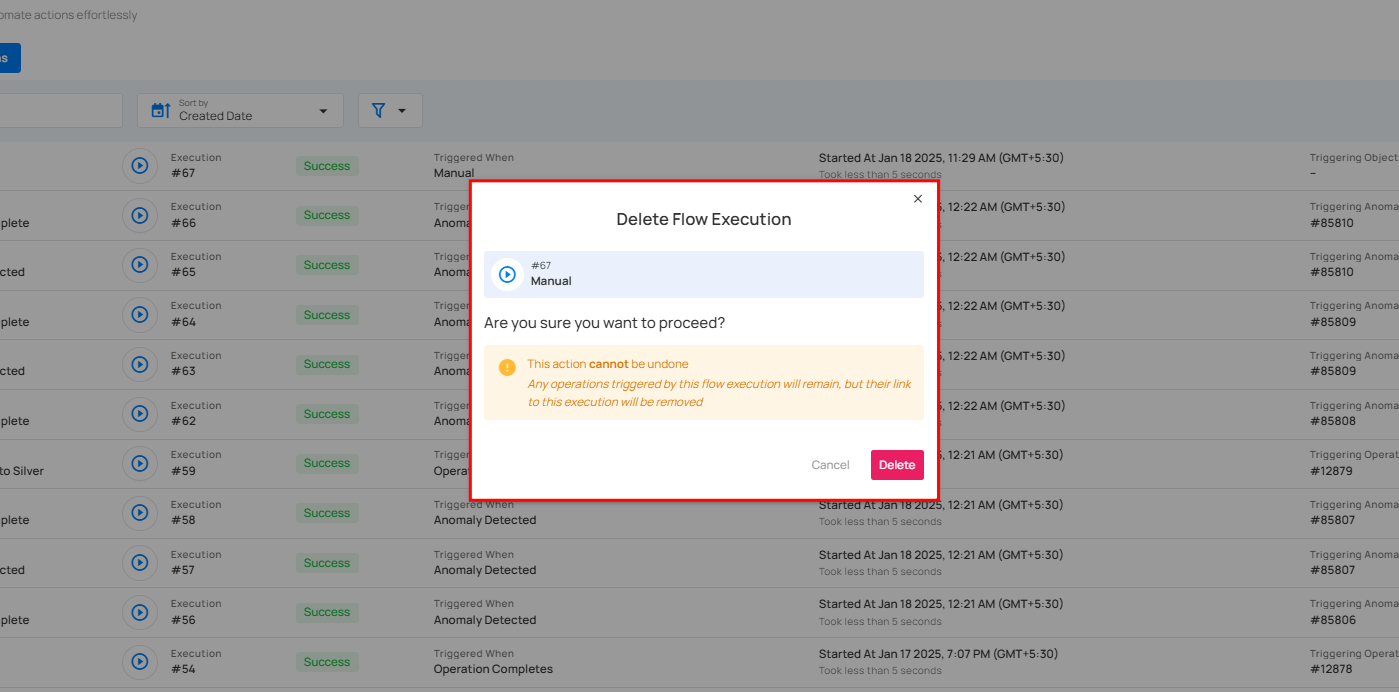 omate actions effortlessly
s
Sort by
Created Date
Execution
#67
Success
Triggered When
Manual
Started At Jan 18 2025, 11:29 AM (GMT+5:30)
Took less than 5 seconds
Triggering Object
–
plete
Execution
#66
Success
Trigger
Anoma
5, 12:22 AM (GMT+5:30)
s
Triggering Anoma
#85810
cted
Execution
#65
Success
Trigger
Anoma
5, 12:22 AM (GMT+5:30)
s
Triggering Anoma
#85810
plete
Execution
#64
Success
Trigger
Anoma
5, 12:22 AM (GMT+5:30)
s
Triggering Anoma
#85809
cted
Execution
#63
Success
Trigger
Anoma
5, 12:22 AM (GMT+5:30)
s
Triggering Anoma
#85809
plete
Execution
#62
Success
Trigger
Anoma
5, 12:22 AM (GMT+5:30)
s
Triggering Anoma
#85808
to Silver
Execution
#59
Success
Trigger
Opera
5, 12:21 AM (GMT+5:30)
s
Triggering Operat
#12879
plete
Execution
#58
Success
Triggered When
Anomaly Detected
Started At Jan 18 2025, 12:21 AM (GMT+5:30)
Took less than 5 seconds
Triggering Anoma
#85807
cted
Execution
#57
Success
Triggered When
Anomaly Detected
Started At Jan 18 2025, 12:21 AM (GMT+5:30)
Took less than 5 seconds
Triggering Anoma
#85807
plete
Execution
#56
Success
Triggered When
Anomaly Detected
Started At Jan 18 2025, 12:21 AM (GMT+5:30)
Took less than 5 seconds
Triggering Anoma
#85806
Execution
#54
Success
Triggered When
Operation Completes
Started At Jan 17 2025, 7:07 PM (GMT+5:30)
Took less than 5 seconds
Triggering Operat
#12878
Delete Flow Execution
#67
Manual
Are you sure you want to proceed?
This action cannot be undone
Any operations triggered by this flow execution will remain, but their link
to this execution will be removed
Cancel
Delete